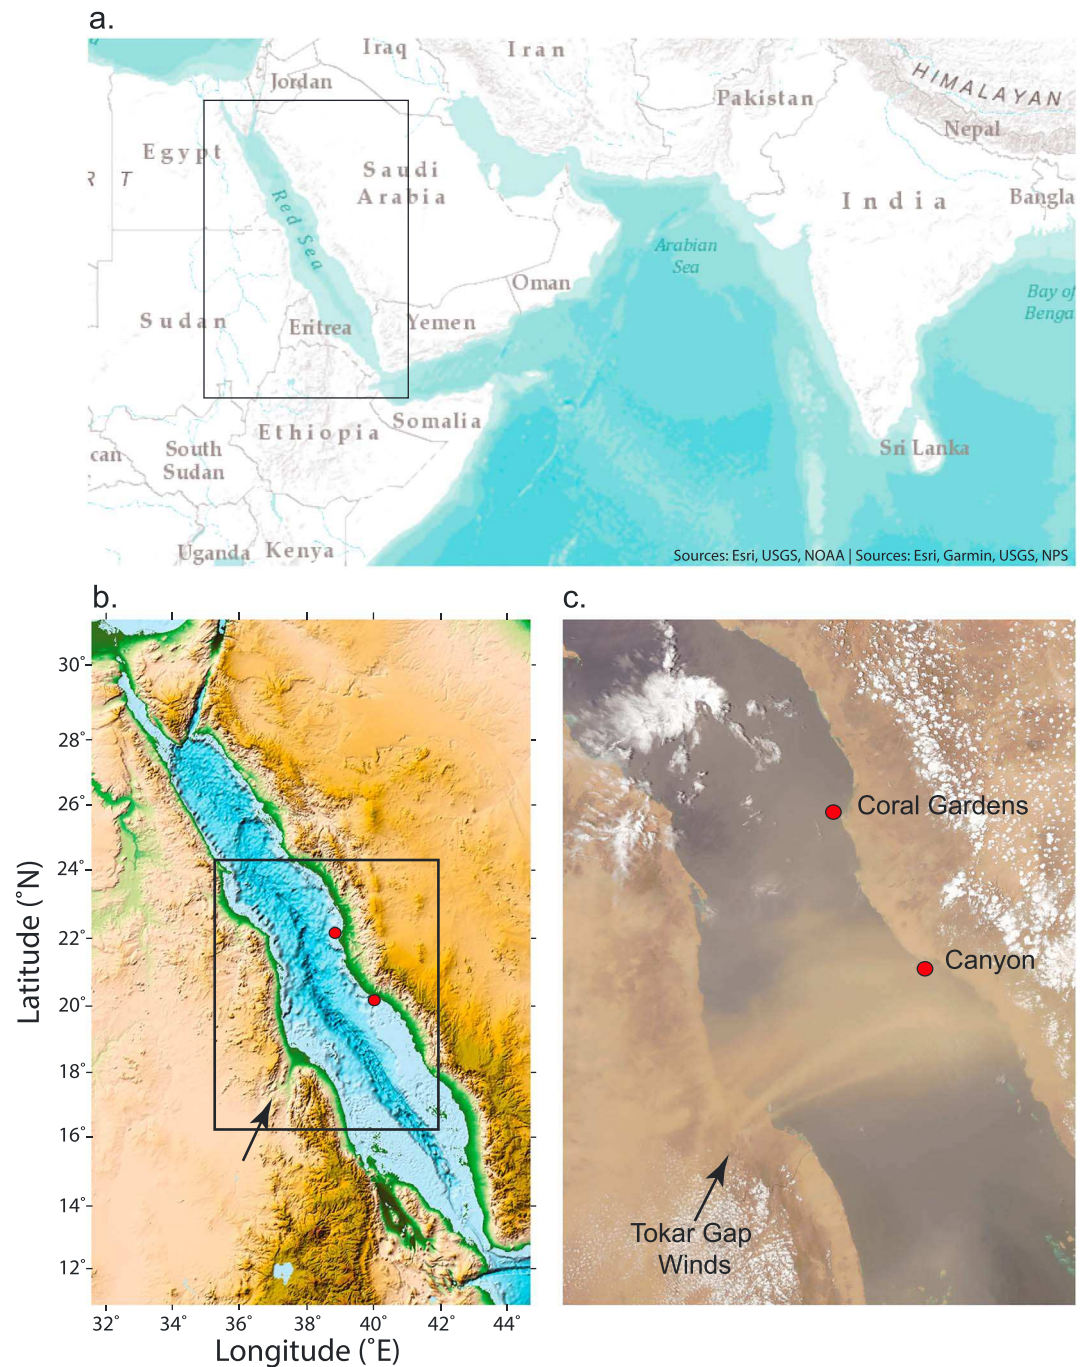 a.
Iraq
Iran
Jordan
Pakistan
HIMALAYAN
Nepal
Egypt
Saudi
Arabia
R T
India
Bangla
Red Sea
Arabian
Sea
Oman
Bay of
Benga
Sudan
Eritrea
Yemen
Somalia
Ethiopia
can
South
Sudan
Sri Lanka
Uganda
Kenya
Sources: Esri, USGS, NOAA | Sources: Esri, Garmin, USGS, NPS
b.
30˚
28˚
26˚
24˚
22˚
20˚
18˚
16˚
14˚
12˚
Latitude (˚N)
32˚
34˚
36˚
38˚
40˚
42˚
44˚
Longitude (˚E)
c.
Coral Gardens
Canyon
Tokar Gap
Winds